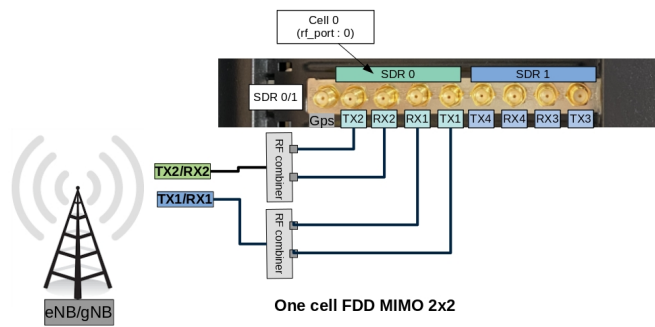 Cell 0
(rf_port : 0)
SDR 0
SDR 1
SDR 0/1
Gps
TX2
RX2
RX1
TX1
TX4
RX4
RX3
TX3
RF combiner
TX2/RX2
TX1/RX1
RF combiner
One cell FDD MIMO 2x2
eNB/gNB